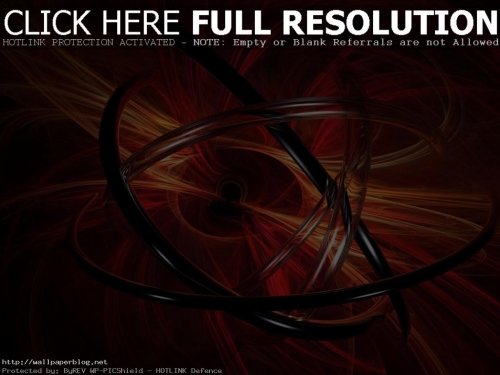 CLICK HERE FULL RESOLUTION
HOTLINK PROTECTION ACTIVATED - NOTE: Empty or Blank Referrals are not Allowed
http://wallpaperblog.net
Protected by: ByREV WP-PICShield - HOTLINK Defence